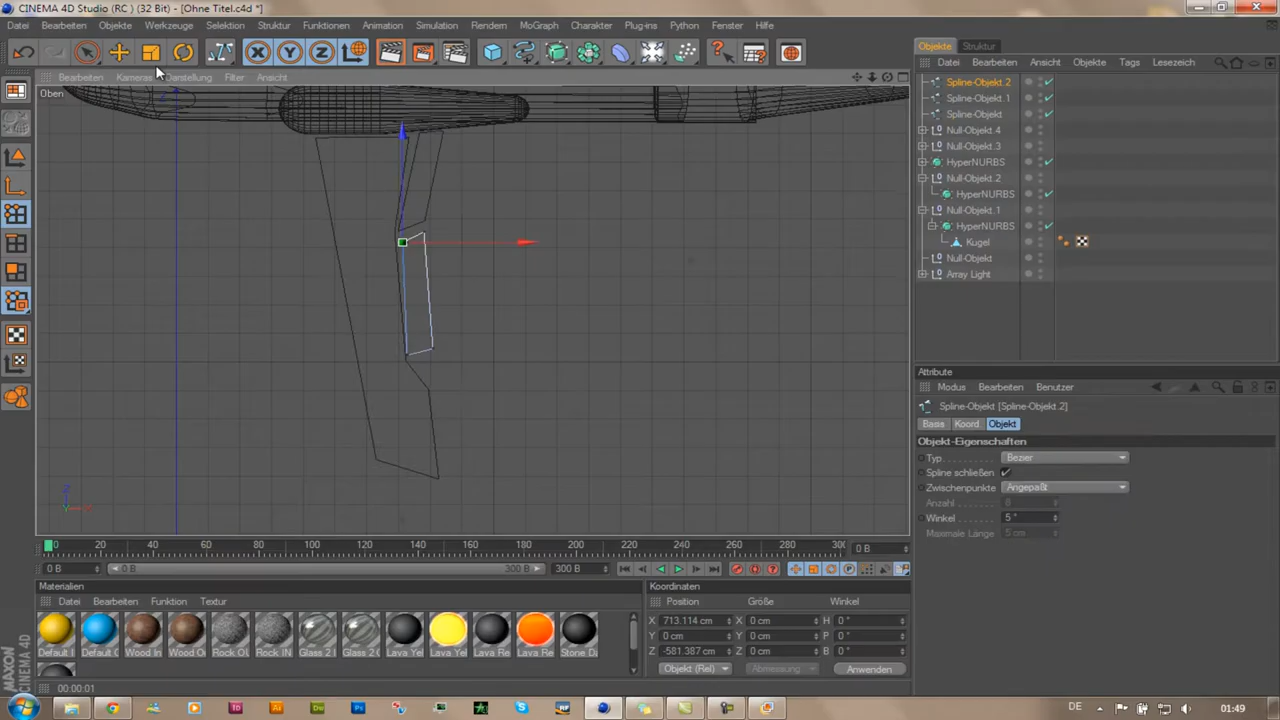 CINEMA 4D Studio (RC ) (32 Bit) - [Ohne Titel.c4d *]
Datei Bearbeiten Objekte Werkzeuge Selektion Struktur Funktionen Animation Simulation Rendern MoGraph Charakter Plug-ins Python Fenster Hilfe
Objekte Struktur
Datei Bearbeiten Ansicht Objekte Tags Lesezeich
Bearbeiten Kameras Darstellung Filter Ansicht
Oben
Z
Spline-Objekt.2
Spline-Objekt.1
Spline-Objekt
Null-Objekt.4
Null-Objekt.3
HyperNURBS
Null-Objekt.2
HyperNURBS
Null-Objekt.1
HyperNURBS
Kugel
Null-Objekt
Array Light
Attribute
Modus Bearbeiten Benutzer
Spline-Objekt [Spline-Objekt.2]
Basis Koord. Objekt
Objekt-Eigenschaften
Typ Bezier
Spline schließen
Zwischenpunkte Angepaßt
Anzahl 8
Winkel 5 °
Maximale Länge 5 cm
Z
X
0 20 40 60 80 100 120 140 160 180 200 220 240 260 280 300 0 B
0 B 0 B 300 B 300 B
Materialien
Datei Bearbeiten Funktion Textur
Default I Default C Wood In Wood O Rock OU Rock IN Glass 2 I Glass 2 Lava Ye Lava Ye Lava Re Lava Re Stone D
Koordinaten
Position Größe Winkel
X 713.114 cm X 0 cm H 0 °
Y 0 cm Y 0 cm P 0 °
Z -581.387 cm Z 0 cm B 0 °
Objekt (Rel) Abmessung Anwenden
00:00:01
MAXON
CINEMA 4D
DE 01:49